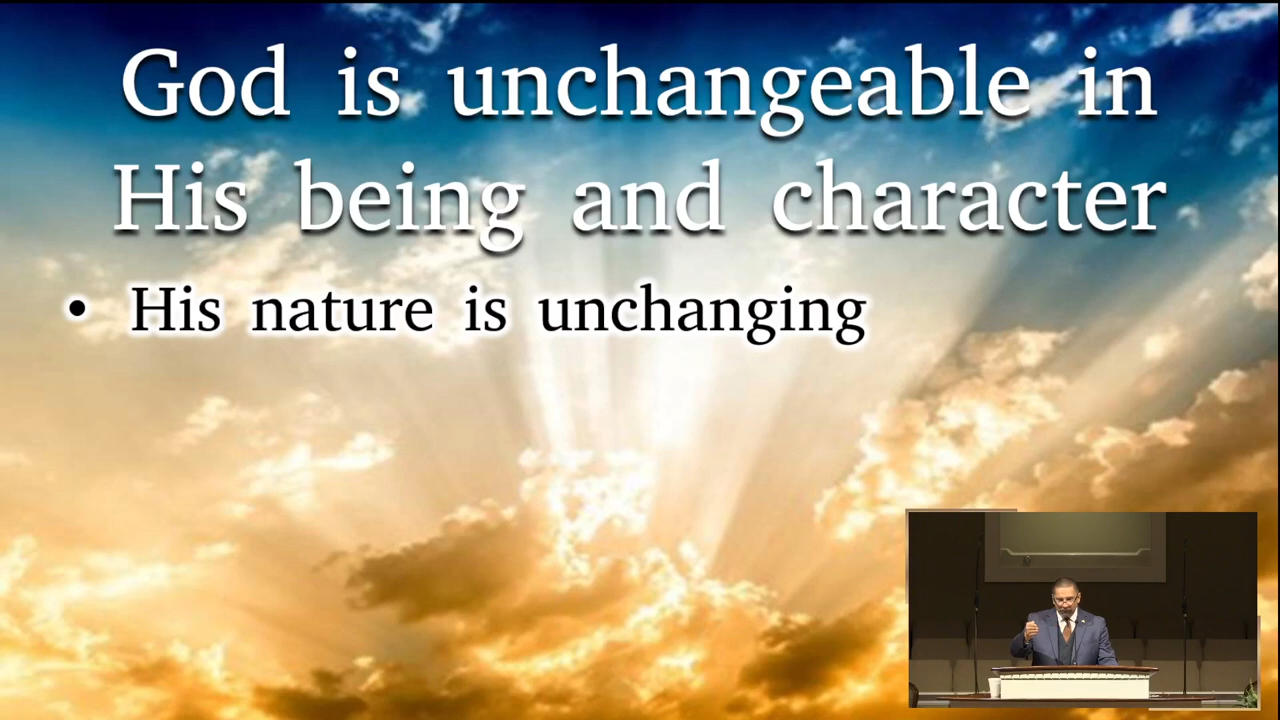 God is unchangeable in
His being and character
• His nature is unchanging